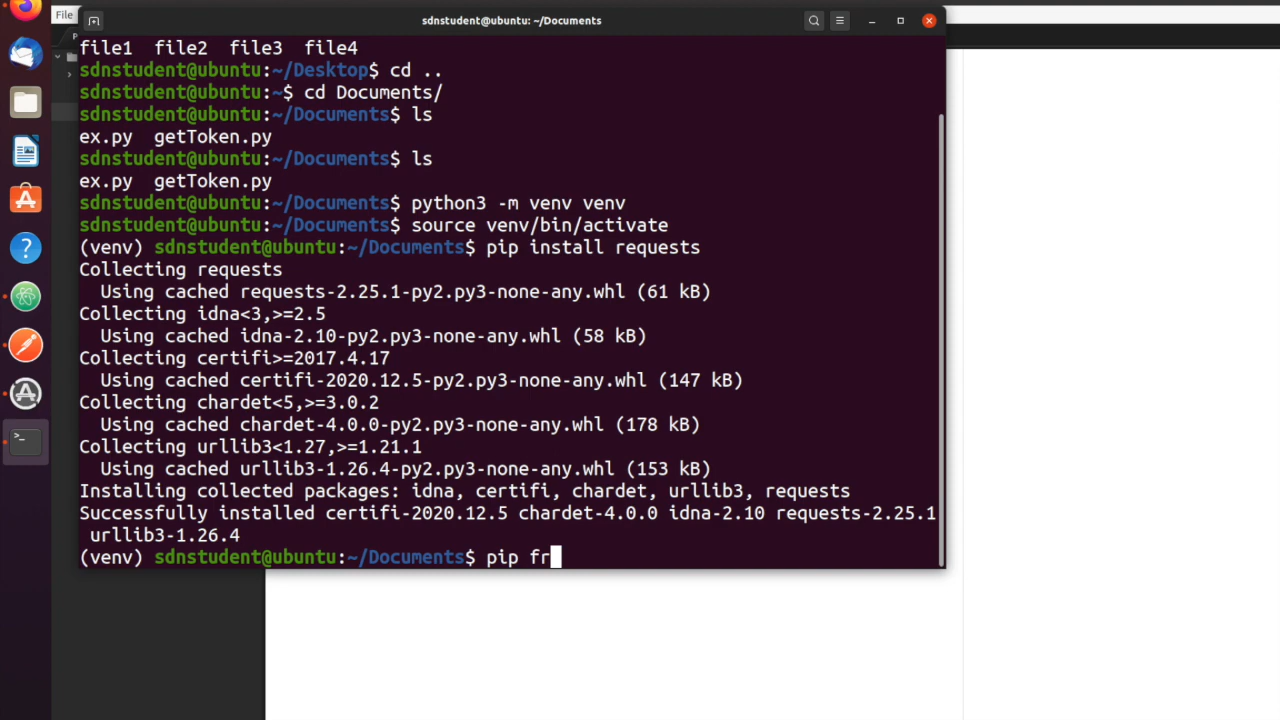 File
sdnstudent@ubuntu: ~/Documents
file1  file2  file3  file4
sdnstudent@ubuntu:~/Desktop$ cd ..
sdnstudent@ubuntu:~$ cd Documents/
sdnstudent@ubuntu:~/Documents$ ls
ex.py  getToken.py
sdnstudent@ubuntu:~/Documents$ ls
ex.py  getToken.py
sdnstudent@ubuntu:~/Documents$ python3 -m venv venv
sdnstudent@ubuntu:~/Documents$ source venv/bin/activate
(venv) sdnstudent@ubuntu:~/Documents$ pip install requests
Collecting requests
  Using cached requests-2.25.1-py2.py3-none-any.whl (61 kB)
Collecting idna<3,>=2.5
  Using cached idna-2.10-py2.py3-none-any.whl (58 kB)
Collecting certifi>=2017.4.17
  Using cached certifi-2020.12.5-py2.py3-none-any.whl (147 kB)
Collecting chardet<5,>=3.0.2
  Using cached chardet-4.0.0-py2.py3-none-any.whl (178 kB)
Collecting urllib3<1.27,>=1.21.1
  Using cached urllib3-1.26.4-py2.py3-none-any.whl (153 kB)
Installing collected packages: idna, certifi, chardet, urllib3, requests
Successfully installed certifi-2020.12.5 chardet-4.0.0 idna-2.10 requests-2.25.1
 urllib3-1.26.4
(venv) sdnstudent@ubuntu:~/Documents$ pip fr